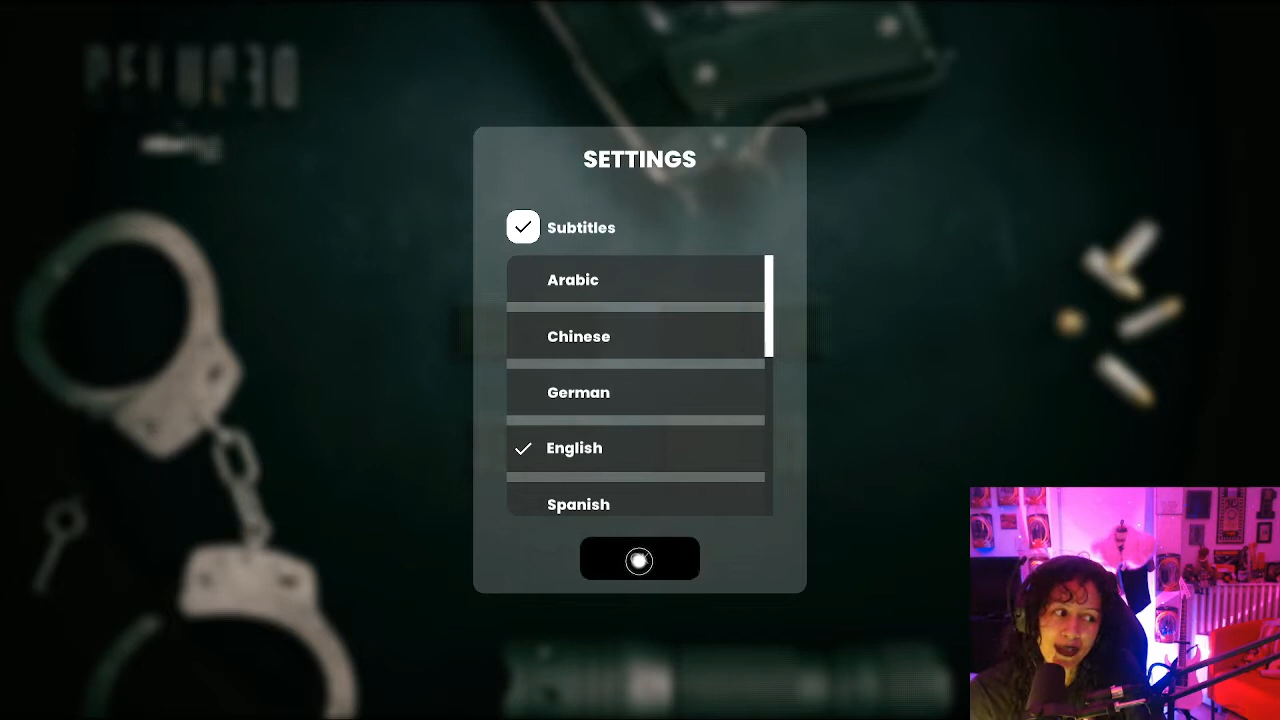 SETTINGS
Subtitles
Arabic
Chinese
German
English
Spanish